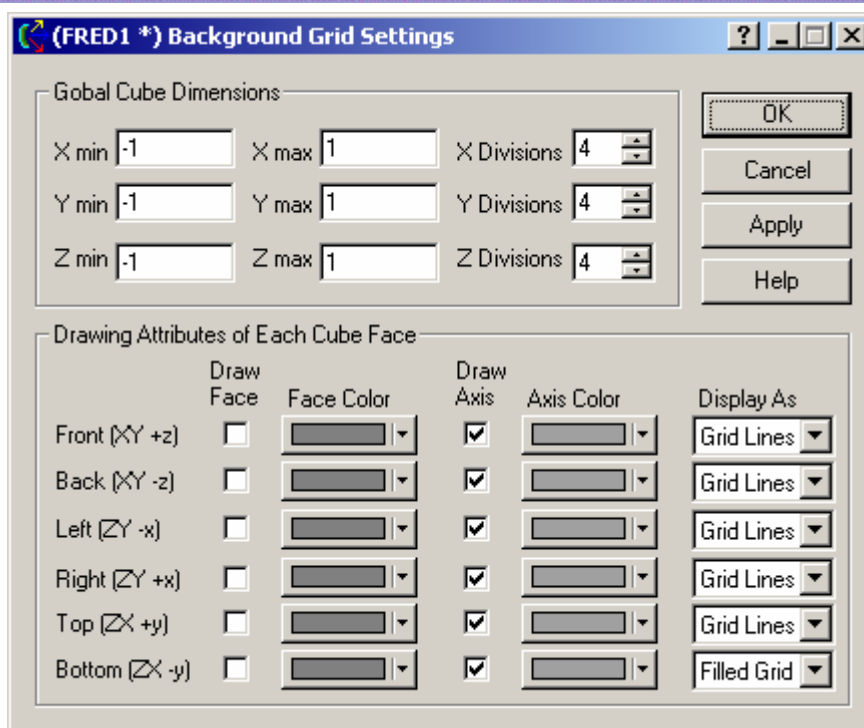 (FRED1 *) Background Grid Settings
Gobal Cube Dimensions
X min -1 X max 1 X Divisions 4
Y min -1 Y max 1 Y Divisions 4
Z min -1 Z max 1 Z Divisions 4
OK
Cancel
Apply
Help
Drawing Attributes of Each Cube Face
Draw Face Face Color Draw Axis Axis Color Display As
Front (XY +z) Grid Lines
Back (XY -z) Grid Lines
Left (ZY -x) Grid Lines
Right (ZY +x) Grid Lines
Top (ZX +y) Grid Lines
Bottom (ZX -y) Filled Grid